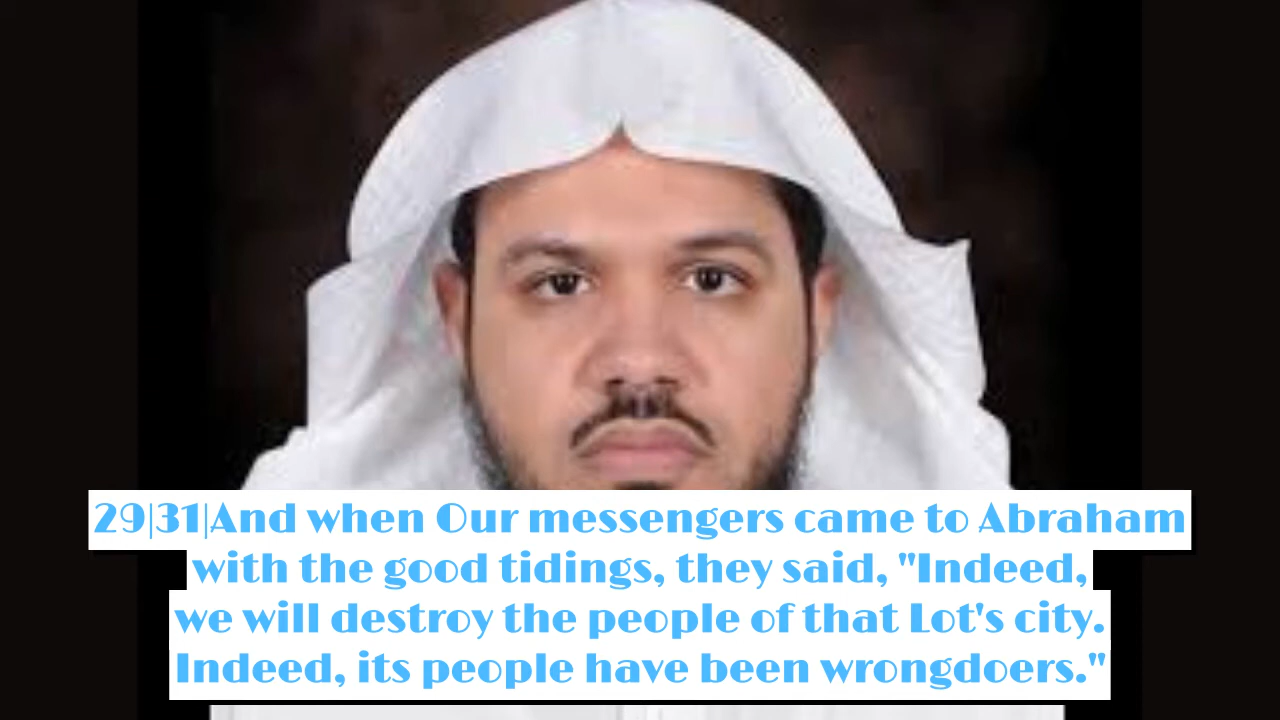 29|31|And when Our messengers came to Abraham
with the good tidings, they said, "Indeed,
we will destroy the people of that Lot's city.
Indeed, its people have been wrongdoers."